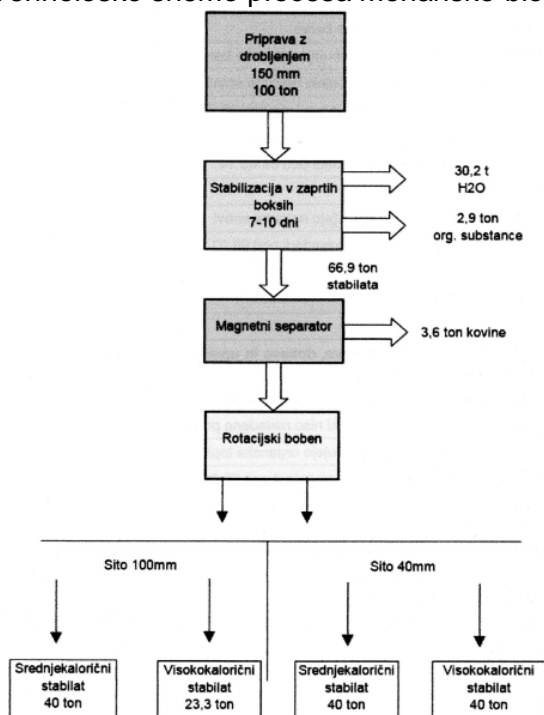 Priprava z
drobljenjem
150 mm
100 ton
Stabilizacija v zaprtih
boksih
7-10 dni
30,2 t
H2O
2,9 ton
org. substance
66,9 ton
stabilata
Magnetni separator
3,6 ton kovine
Rotacijski boben
Sito 100mm
Sito 40mm
Srednjekalorični
stabilat
40 ton
Visokokalorični
stabilat
23,3 ton
Srednjekalorični
stabilat
40 ton
Visokokalorični
stabilat
40 ton